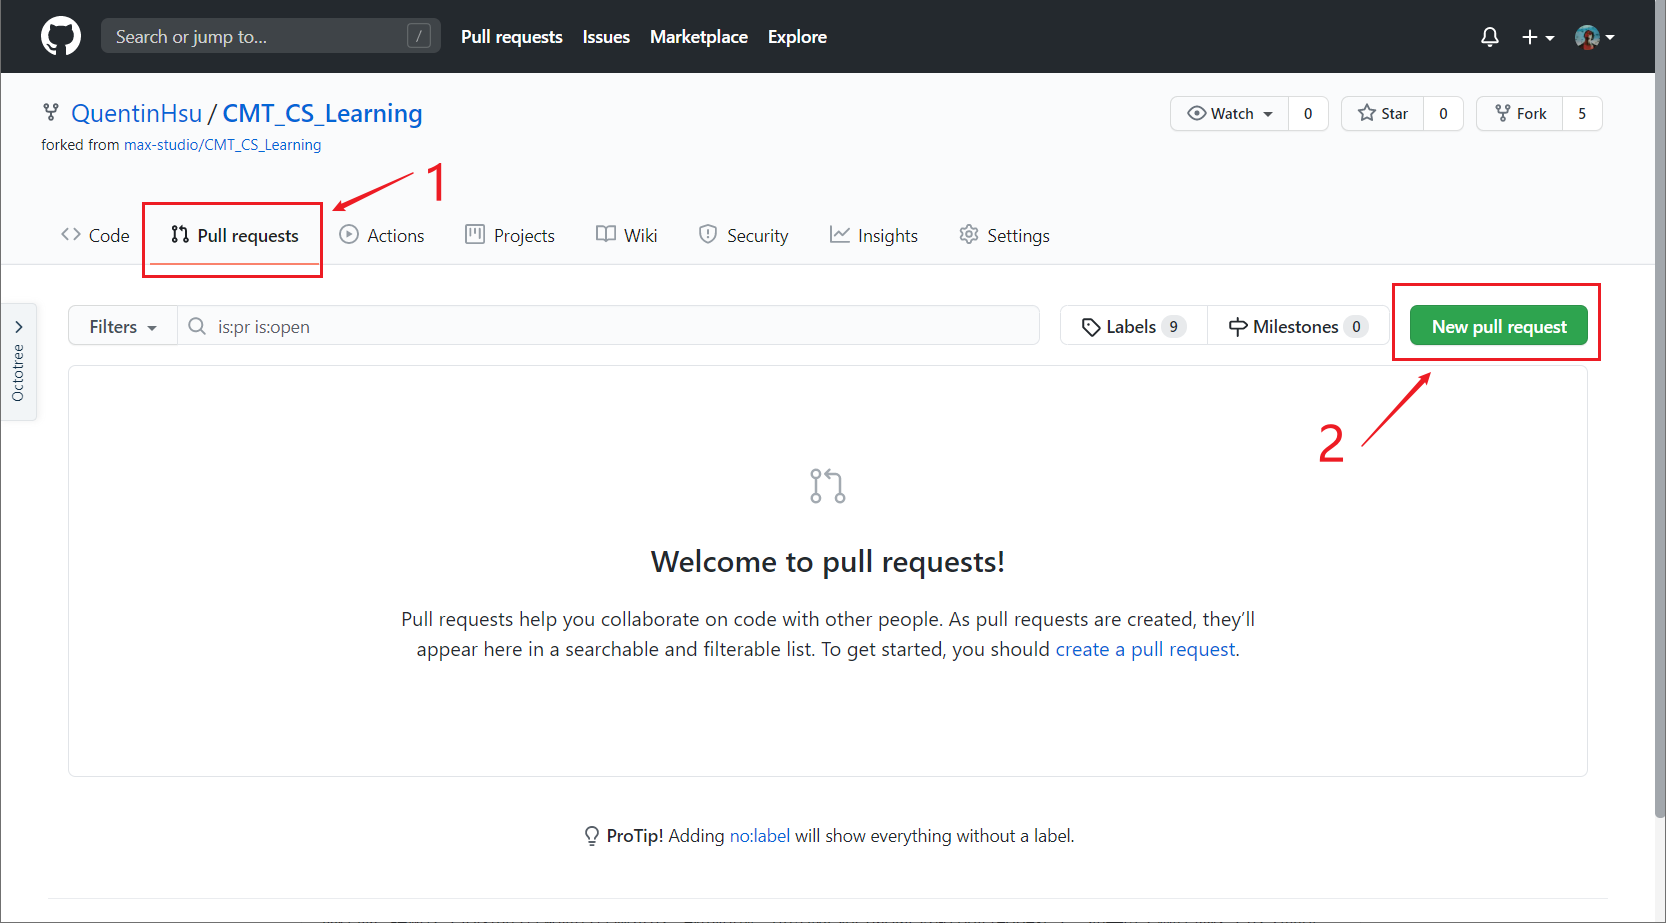 Search or jump to... / Pull requests Issues Marketplace Explore
QuentinHsu / CMT_CS_Learning Watch 0 Star 0 Fork 5
forked from max-studio/CMT_CS_Learning
1
Code Pull requests Actions Projects Wiki Security Insights Settings
Filters is:pr is:open Labels 9 Milestones 0 New pull request
Octotree
2
Welcome to pull requests!
Pull requests help you collaborate on code with other people. As pull requests are created, they’ll
appear here in a searchable and filterable list. To get started, you should create a pull request.
ProTip! Adding no:label will show everything without a label.